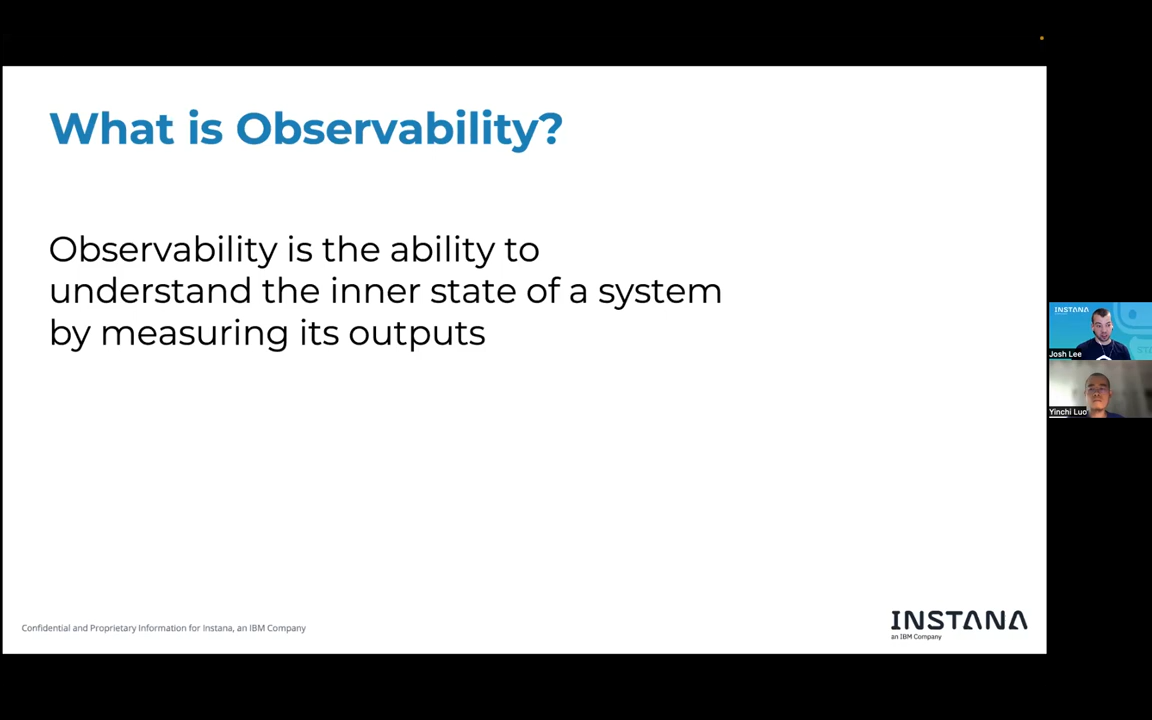 What is Observability?
Observability is the ability to
understand the inner state of a system
by measuring its outputs
INSTANA
Josh Lee
Yinchi Luo
Confidential and Proprietary Information for Instana, an IBM Company
INSTANA
an IBM Company